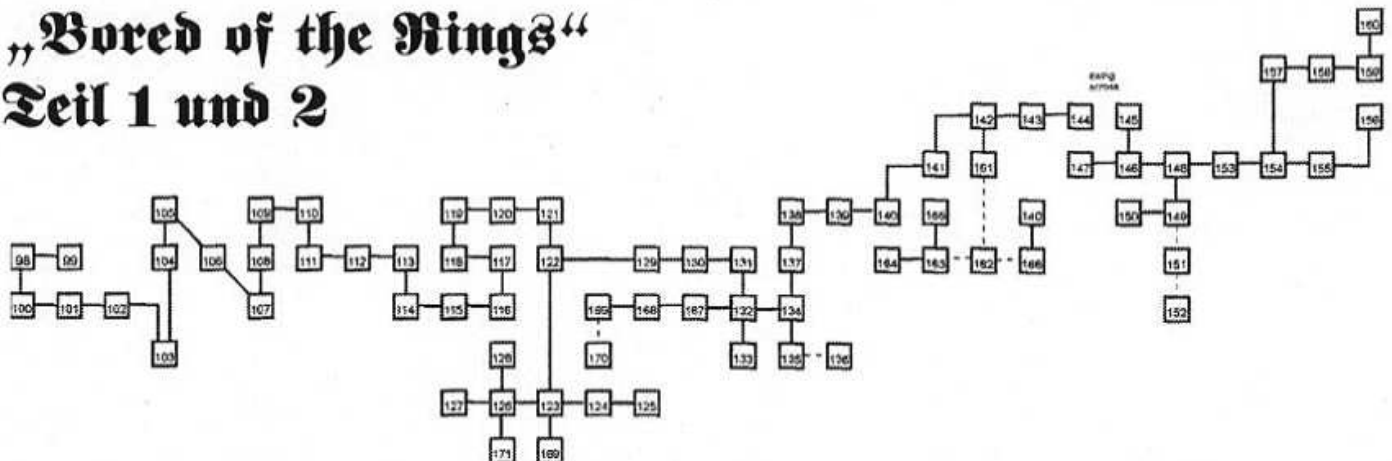 „Bored of the Rings“
Teil 1 und 2
160
157 158 159
142 143 144 145 156
141 161 147 146 148 153 154 155
105 109 110 119 120 121 138 139 140 165 140 150 149
98 99 104 106 108 111 112 113 118 117 122 129 130 131 137 164 163 162 166 151
100 101 102 107 114 115 116 169 168 167 132 134 152
103 128 170 133 135 136
127 126 123 124 125
171 169